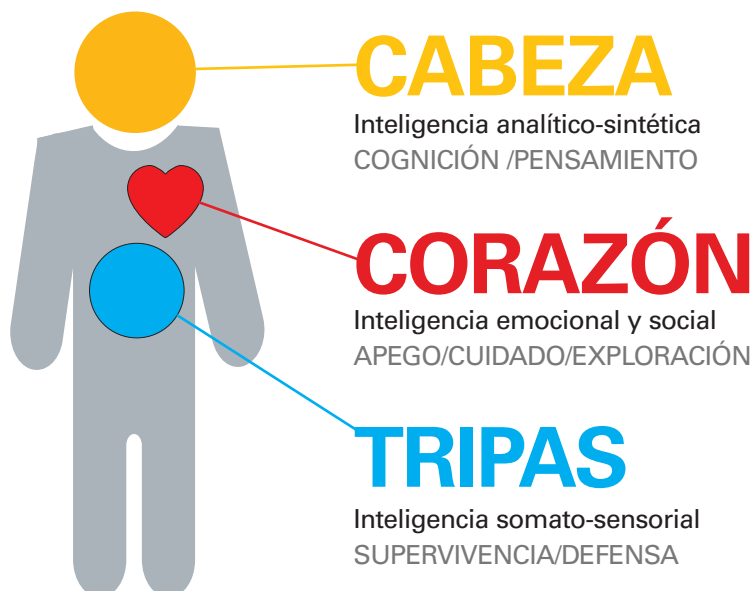 CABEZA
Inteligencia analítico-sintética
COGNICIÓN /PENSAMIENTO
CORAZÓN
Inteligencia emocional y social
APEGO/CUIDADO/EXPLORACIÓN
TRIPAS
Inteligencia somato-sensorial
SUPERVIVENCIA/DEFENSA